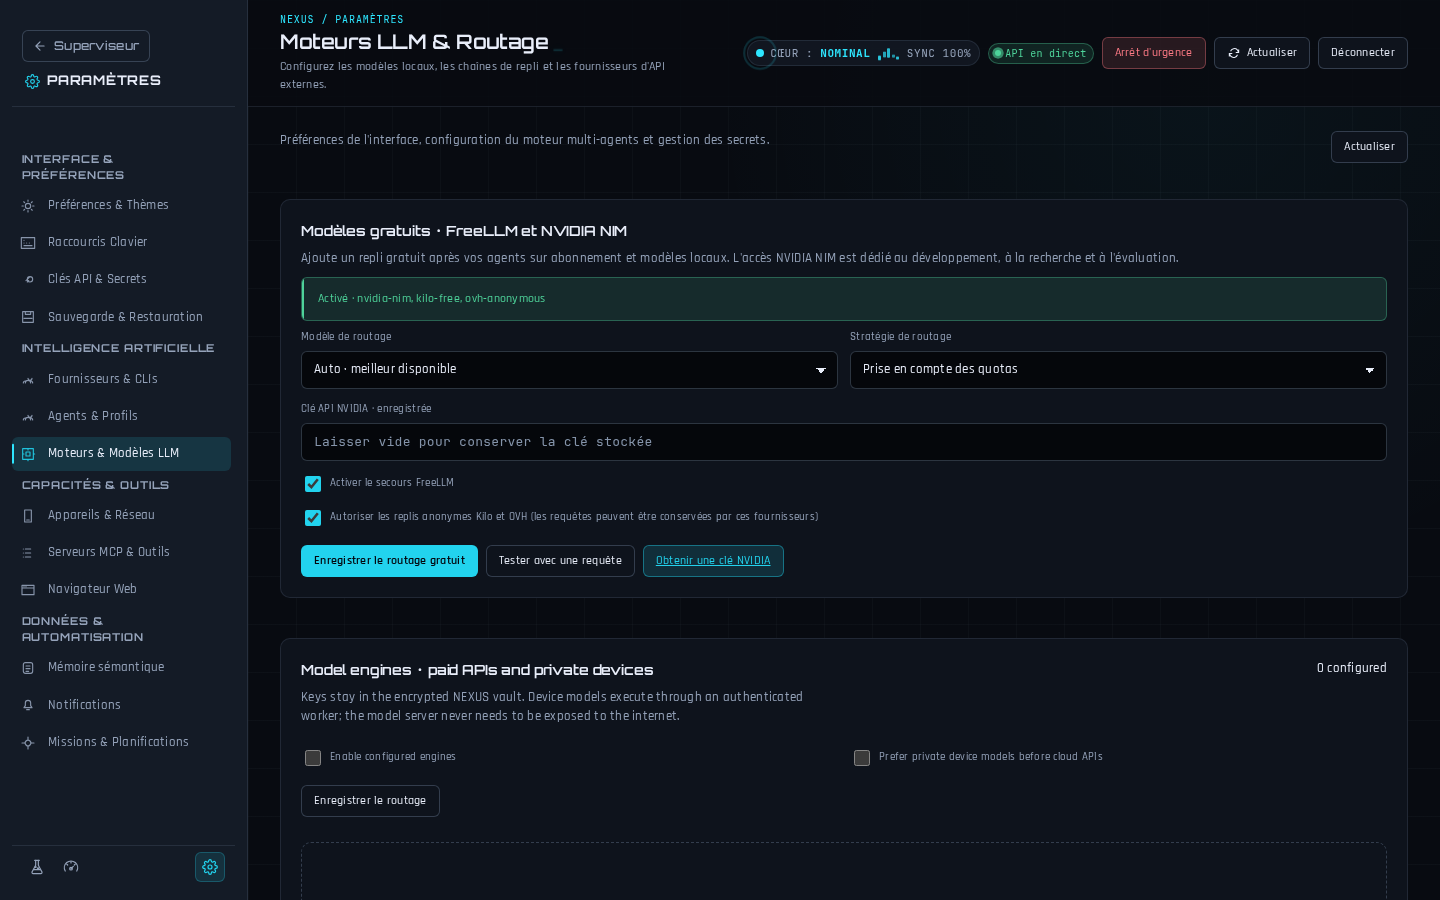 Superviseur
PARAMÈTRES
INTERFACE &
PRÉFÉRENCES
Préférences & Thèmes
Raccourcis Clavier
Clés API & Secrets
Sauvegarde & Restauration
INTELLIGENCE ARTIFICIELLE
Fournisseurs & CLIs
Agents & Profils
Moteurs & Modèles LLM
CAPACITÉS & OUTILS
Appareils & Réseau
Serveurs MCP & Outils
Navigateur Web
DONNÉES &
AUTOMATISATION
Mémoire sémantique
Notifications
Missions & Planifications
NEXUS / PARAMÈTRES
Moteurs LLM & Routage
Configurez les modèles locaux, les chaînes de repli et les fournisseurs d'API
externes.
CŒUR : NOMINAL SYNC 100%
API en direct
Arrêt d'urgence
Actualiser
Déconnecter
Préférences de l'interface, configuration du moteur multi-agents et gestion des secrets.
Actualiser
Modèles gratuits · FreeLLM et NVIDIA NIM
Ajoute un repli gratuit après vos agents sur abonnement et modèles locaux. L'accès NVIDIA NIM est dédié au développement, à la recherche et à l'évaluation.
Activé · nvidia-nim, kilo-free, ovh-anonymous
Modèle de routage
Stratégie de routage
Auto · meilleur disponible
Prise en compte des quotas
Clé API NVIDIA · enregistrée
Laisser vide pour conserver la clé stockée
Activer le secours FreeLLM
Autoriser les replis anonymes Kilo et OVH (les requêtes peuvent être conservées par ces fournisseurs)
Enregistrer le routage gratuit
Tester avec une requête
Obtenir une clé NVIDIA
Model engines · paid APIs and private devices
0 configured
Keys stay in the encrypted NEXUS vault. Device models execute through an authenticated
worker; the model server never needs to be exposed to the internet.
Enable configured engines
Prefer private device models before cloud APIs
Enregistrer le routage